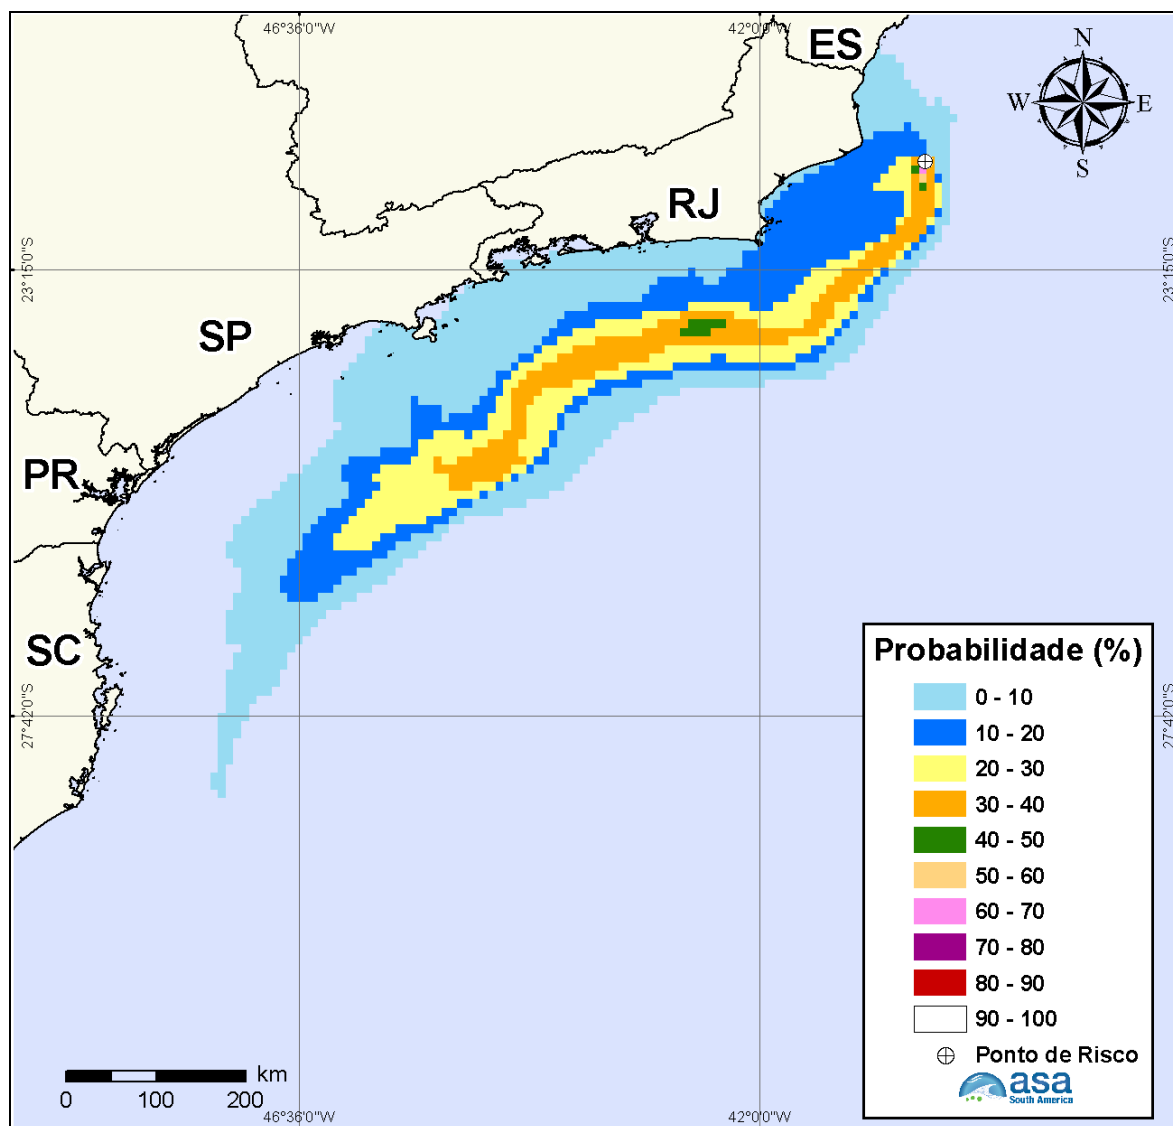 46°36'0"W
42°0'0"W
ES
N
W
E
S
RJ
23°15'0"S
23°15'0"S
SP
PR
SC
27°42'0"S
27°42'0"S
Probabilidade (%)
0 - 10
10 - 20
20 - 30
30 - 40
40 - 50
50 - 60
60 - 70
70 - 80
80 - 90
90 - 100
Ponto de Risco
asa
South America
km
0 100 200
46°36'0"W
42°0'0"W